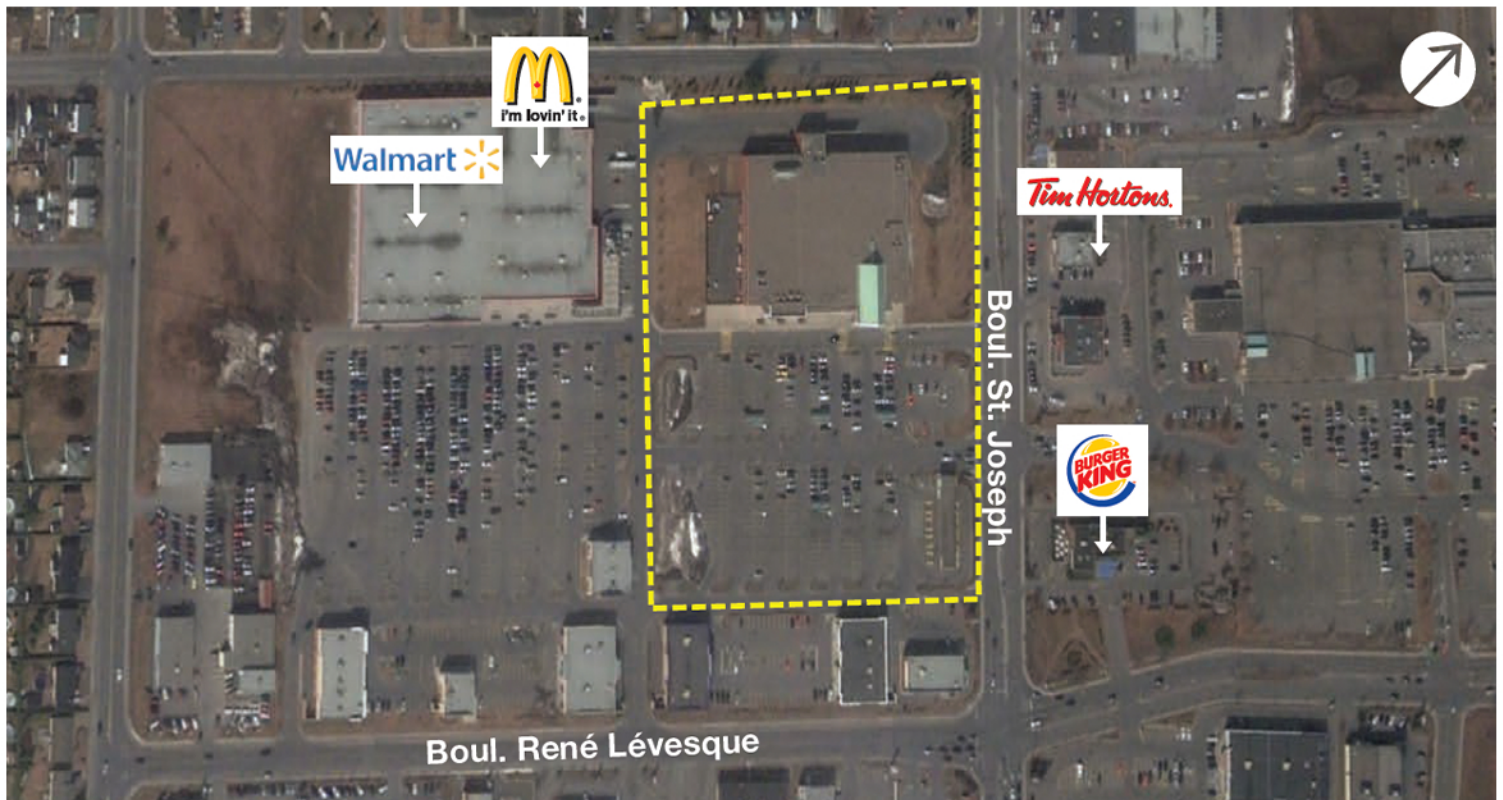 i'm lovin' it®
Walmart
Tim Hortons.
Boul. St. Joseph
BURGER
KING
Boul. René Lévesque